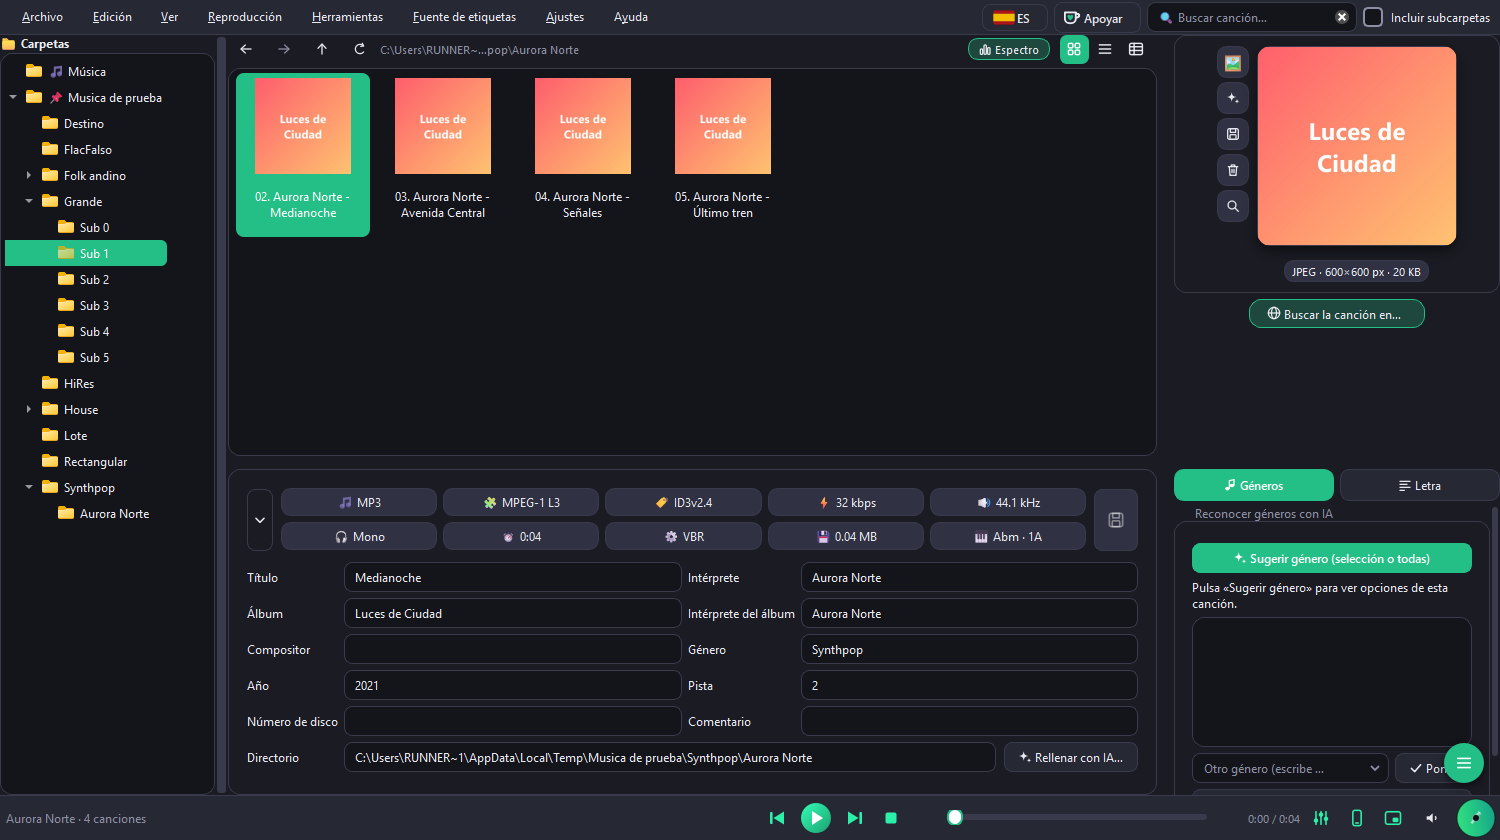 Archivo Edición Ver Reproducción Herramientas Fuente de etiquetas Ajustes Ayuda ES Apoyar Buscar canción... Incluir subcarpetas
Carpetas
Música
Musica de prueba
Destino
FlacFalso
Folk andino
Grande
Sub 0
Sub 1
Sub 2
Sub 3
Sub 4
Sub 5
HiRes
House
Lote
Rectangular
Synthpop
Aurora Norte
C:\Users\RUNNER~...pop\Aurora Norte Espectro
Luces de
Ciudad
02. Aurora Norte -
Medianoche
Luces de
Ciudad
03. Aurora Norte -
Avenida Central
Luces de
Ciudad
04. Aurora Norte -
Señales
Luces de
Ciudad
05. Aurora Norte -
Último tren
MP3 MPEG-1 L3 ID3v2.4 32 kbps 44.1 kHz
Mono 0:04 VBR 0.04 MB Abm · 1A
Título Medianoche Intérprete Aurora Norte
Álbum Luces de Ciudad Intérprete del álbum Aurora Norte
Compositor Género Synthpop
Año 2021 Pista 2
Número de disco Comentario
Directorio C:\Users\RUNNER~1\AppData\Local\Temp\Musica de prueba\Synthpop\Aurora Norte Rellenar con IA...
Luces de
Ciudad
JPEG · 600×600 px · 20 KB
Buscar la canción en...
Géneros Letra
Reconocer géneros con IA
Sugerir género (selección o todas)
Pulsa «Sugerir género» para ver opciones de esta
canción.
Otro género (escribe ...
Aurora Norte · 4 canciones 0:00 / 0:04